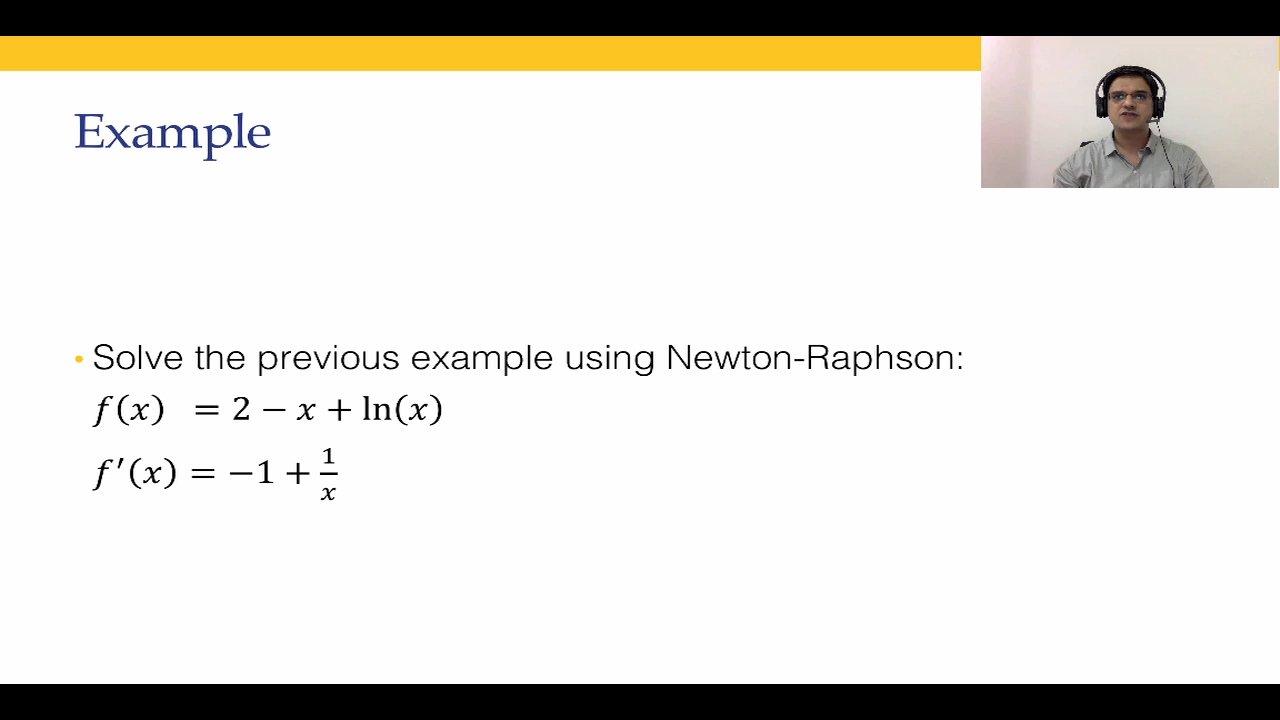 Example
• Solve the previous example using Newton-Raphson:
f(x) = 2 − x + ln(x)
f′(x) = −1 + 1/x